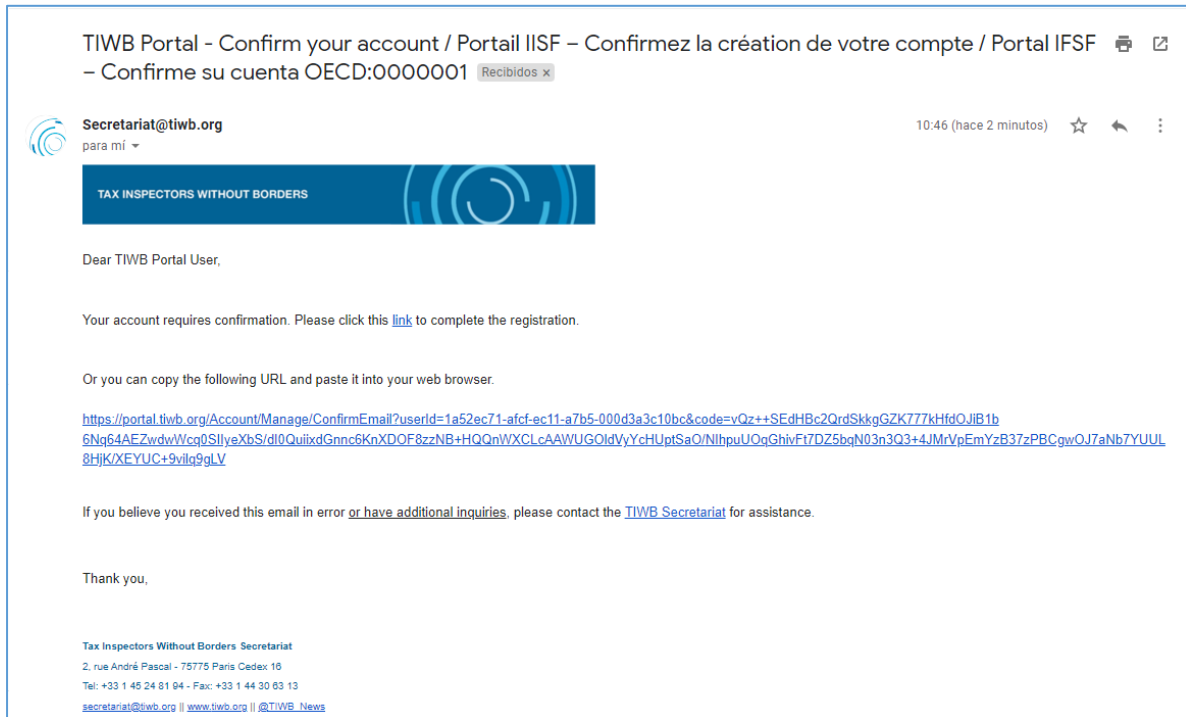 TIWB Portal - Confirm your account / Portail IISF – Confirmez la création de votre compte / Portal IFSF
– Confirme su cuenta OECD:0000001 Recibidos x
Secretariat@tiwb.org 10:46 (hace 2 minutos)
para mí
TAX INSPECTORS WITHOUT BORDERS
Dear TIWB Portal User,
Your account requires confirmation. Please click this link to complete the registration.
Or you can copy the following URL and paste it into your web browser.
https://portal.tiwb.org/Account/Manage/ConfirmEmail?userId=1a52ec71-afcf-ec11-a7b5-000d3a3c10bc&code=vQz++SEdHBc2QrdSkkgGZK777kHfdOJiB1b
6Nq64AEZwdwWcq0SIIyeXbS/dI0QuiixdGnnc6KnXDOF8zzNB+HQQnWXCLcAAWUGOldVyYcHUptSaO/NIhpuUOqGhivFt7DZ5bqN03n3Q3+4JMrVpEmYzB37zPBCgwOJ7aNb7YUUL
8HjK/XEYUC+9vilq9gLV
If you believe you received this email in error or have additional inquiries, please contact the TIWB Secretariat for assistance.
Thank you,
Tax Inspectors Without Borders Secretariat
2, rue André Pascal - 75775 Paris Cedex 16
Tel: +33 1 45 24 81 94 - Fax: +33 1 44 30 63 13
secretariat@tiwb.org || www.tiwb.org || @TIWB_News